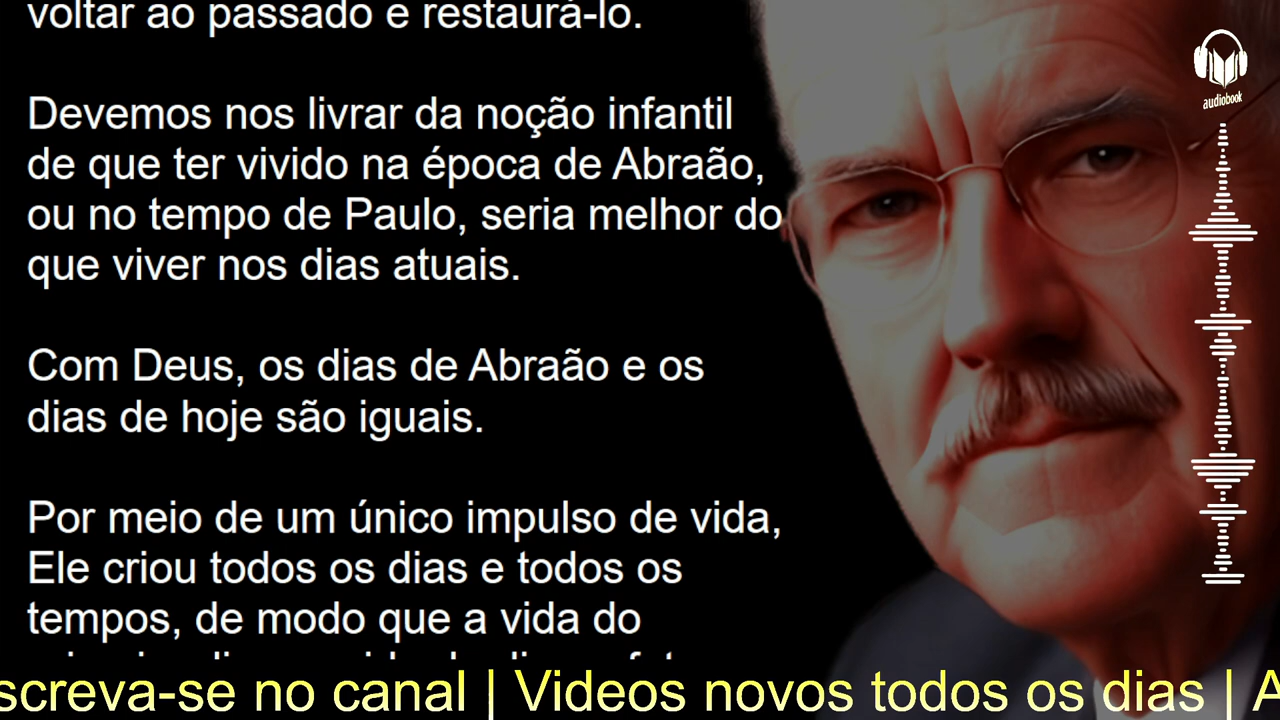 voltar ao passado e restaurá-lo.
Devemos nos livrar da noção infantil
de que ter vivido na época de Abraão,
ou no tempo de Paulo, seria melhor do
que viver nos dias atuais.
Com Deus, os dias de Abraão e os
dias de hoje são iguais.
Por meio de um único impulso de vida,
Ele criou todos os dias e todos os
tempos, de modo que a vida do
screva-se no canal | Videos novos todos os dias | A
audiobook